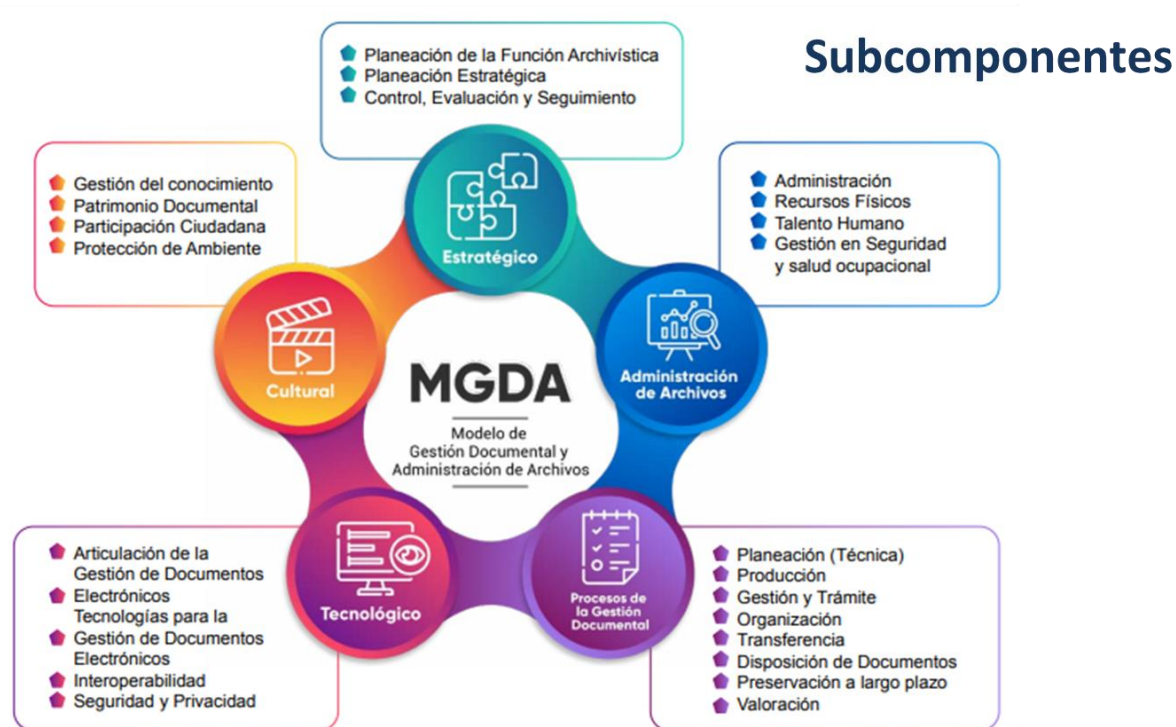 Subcomponentes
Planeación de la Función Archivística
Planeación Estratégica
Control, Evaluación y Seguimiento
Gestión del conocimiento
Patrimonio Documental
Participación Ciudadana
Protección de Ambiente
Administración
Recursos Físicos
Talento Humano
Gestión en Seguridad
y salud ocupacional
Estratégico
Cultural
Administración
de Archivos
MGDA
Modelo de
Gestión Documental y
Administración de Archivos
Tecnológico
Procesos de
la Gestión
Documental
Articulación de la
Gestión de Documentos
Electrónicos
Tecnologías para la
Gestión de Documentos
Electrónicos
Interoperabilidad
Seguridad y Privacidad
Planeación (Técnica)
Producción
Gestión y Trámite
Organización
Transferencia
Disposición de Documentos
Preservación a largo plazo
Valoración